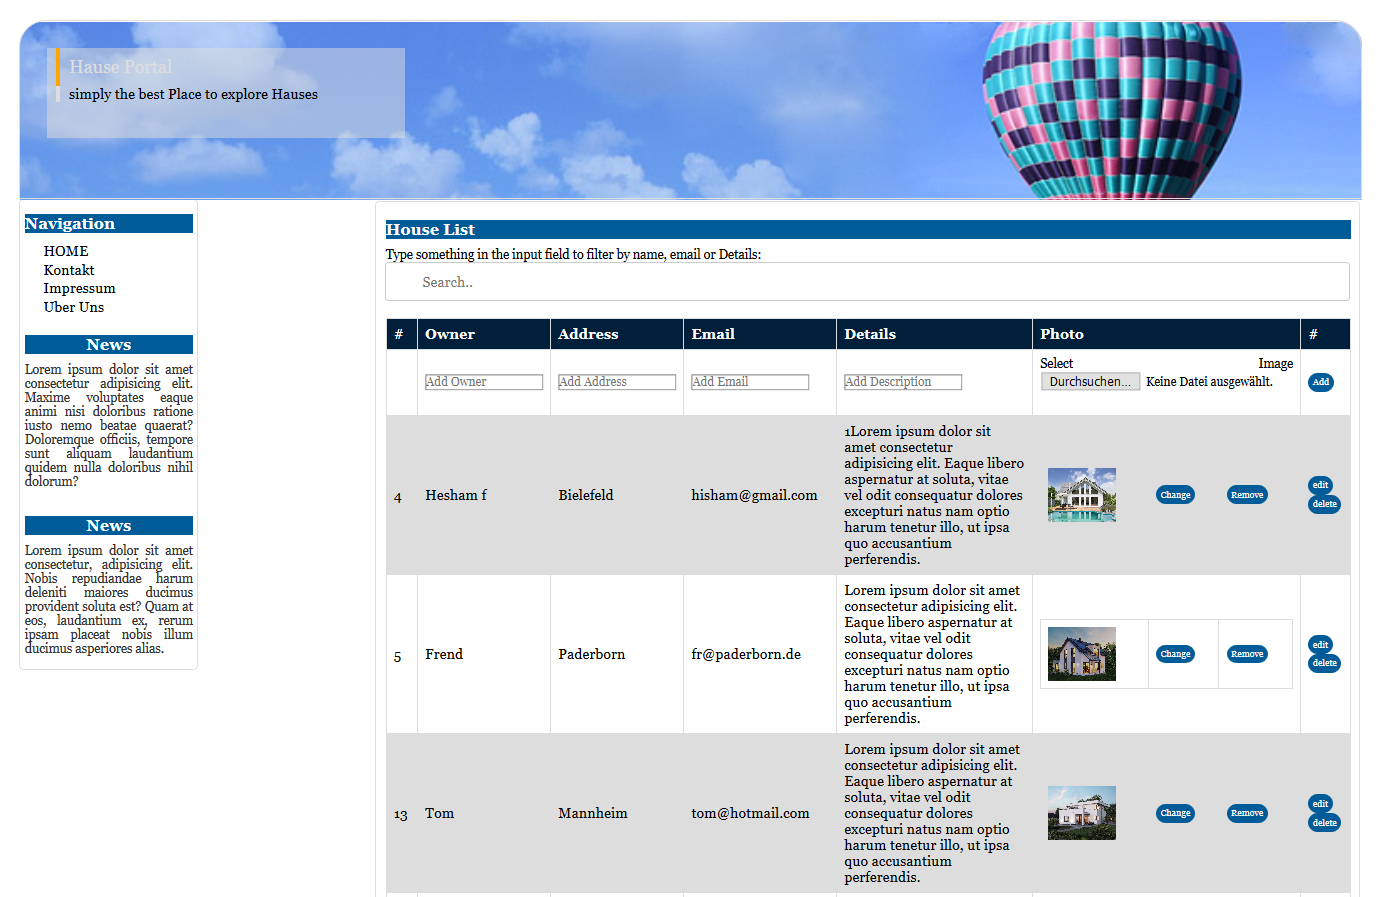 Hause Portal
simply the best Place to explore Hauses
Navigation
HOME
Kontakt
Impressum
Uber Uns
News
Lorem ipsum dolor sit amet
consectetur adipisicing elit.
Maxime voluptates eaque
animi nisi doloribus ratione
iusto nemo beatae quaerat?
Doloremque officiis, tempore
sunt aliquam laudantium
quidem nulla doloribus nihil
dolorum?
News
Lorem ipsum dolor sit amet
consectetur, adipisicing elit.
Nobis repudiandae harum
deleniti maiores ducimus
provident soluta est? Quam at
eos, laudantium ex, rerum
ipsam placeat nobis illum
ducimus asperiores alias.
House List
Type something in the input field to filter by name, email or Details:
Search..
# Owner Address Email Details Photo #
Select Image
Add Owner Add Address Add Email Add Description Durchsuchen... Keine Datei ausgewählt. Add
1Lorem ipsum dolor sit
amet consectetur
adipisicing elit. Eaque libero
aspernatur at soluta, vitae
vel odit consequatur dolores
excepturi natus nam optio
harum tenetur illo, ut ipsa
quo accusantium
perferendis.
4 Hesham f Bielefeld hisham@gmail.com Change Remove edit
delete
Lorem ipsum dolor sit amet
consectetur adipisicing elit.
Eaque libero aspernatur at
soluta, vitae vel odit
consequatur dolores
excepturi natus nam optio
harum tenetur illo, ut ipsa
quo accusantium
perferendis.
5 Frend Paderborn fr@paderborn.de Change Remove edit
delete
Lorem ipsum dolor sit amet
consectetur adipisicing elit.
Eaque libero aspernatur at
soluta, vitae vel odit
consequatur dolores
excepturi natus nam optio
harum tenetur illo, ut ipsa
quo accusantium
perferendis.
13 Tom Mannheim tom@hotmail.com Change Remove edit
delete